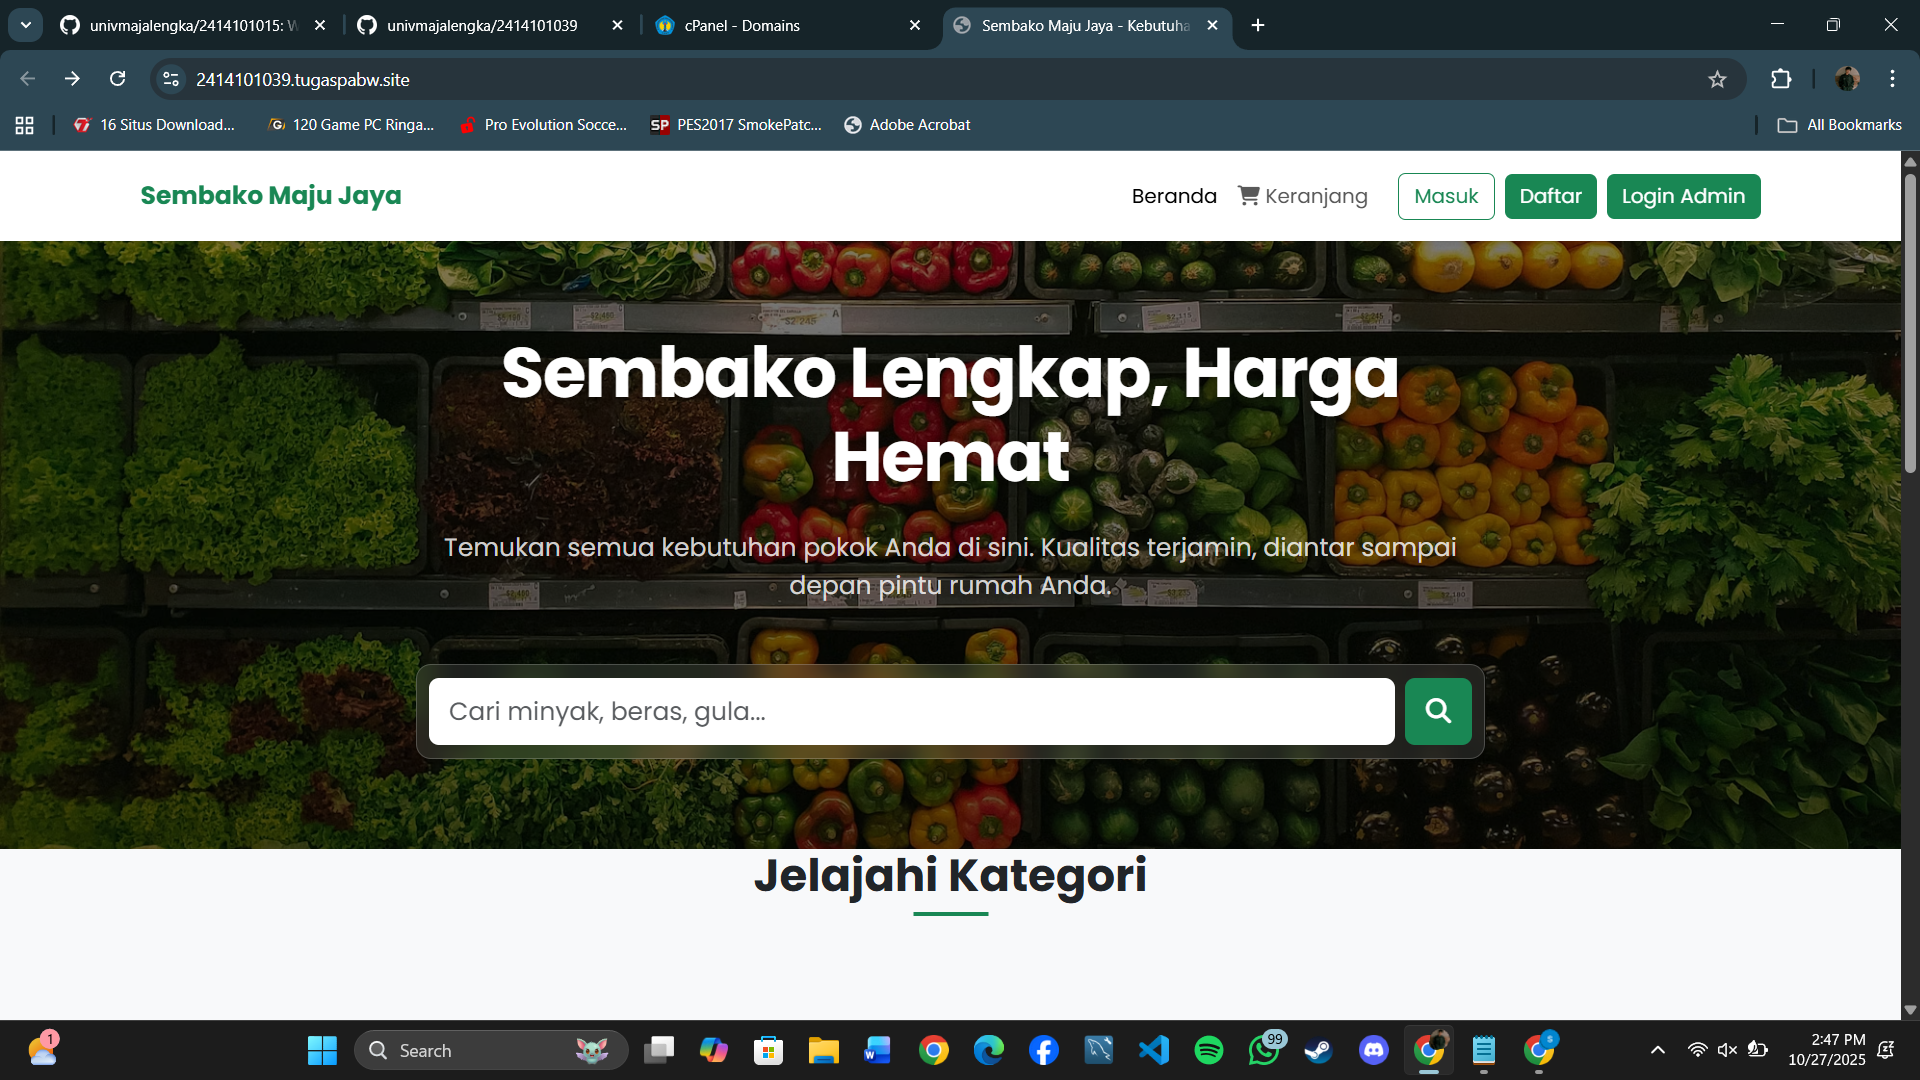 univmajalengka/2414101015: W
univmajalengka/2414101039
cPanel - Domains
Sembako Maju Jaya - Kebutuha
2414101039.tugaspabw.site
16 Situs Download...
120 Game PC Ringa...
Pro Evolution Socce...
SP
PES2017 SmokePatc...
Adobe Acrobat
All Bookmarks
Sembako Maju Jaya
Beranda
Keranjang
Masuk
Daftar
Login Admin
Sembako Lengkap, Harga
Hemat
Temukan semua kebutuhan pokok Anda di sini. Kualitas terjamin, diantar sampai
depan pintu rumah Anda.
Cari minyak, beras, gula...
Jelajahi Kategori
1
Search
99
2:47 PM
10/27/2025